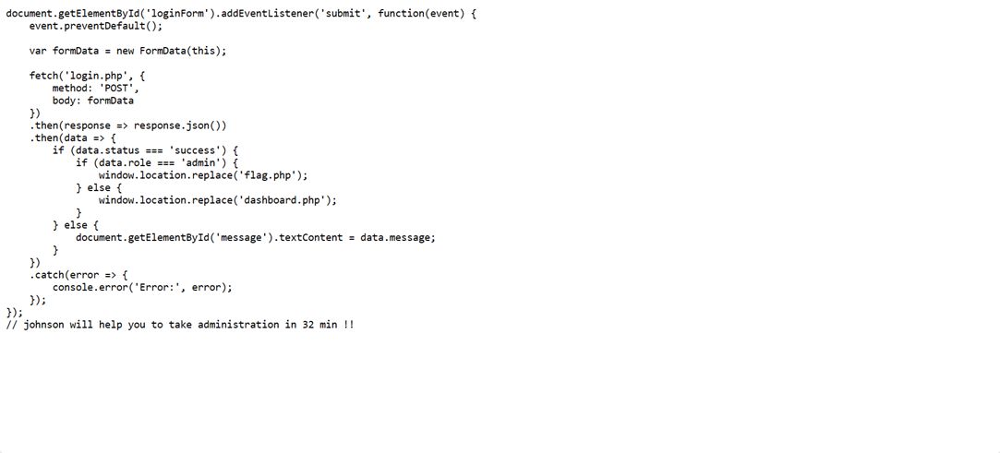 document.getElementById('loginForm').addEventListener('submit', function(event) {
    event.preventDefault();

    var formData = new FormData(this);

    fetch('login.php', {
        method: 'POST',
        body: formData
    })
    .then(response => response.json())
    .then(data => {
        if (data.status === 'success') {
            if (data.role === 'admin') {
                window.location.replace('flag.php');
            } else {
                window.location.replace('dashboard.php');
            }
        } else {
            document.getElementById('message').textContent = data.message;
        }
    })
    .catch(error => {
        console.error('Error:', error);
    });
});
// johnson will help you to take administration in 32 min !!